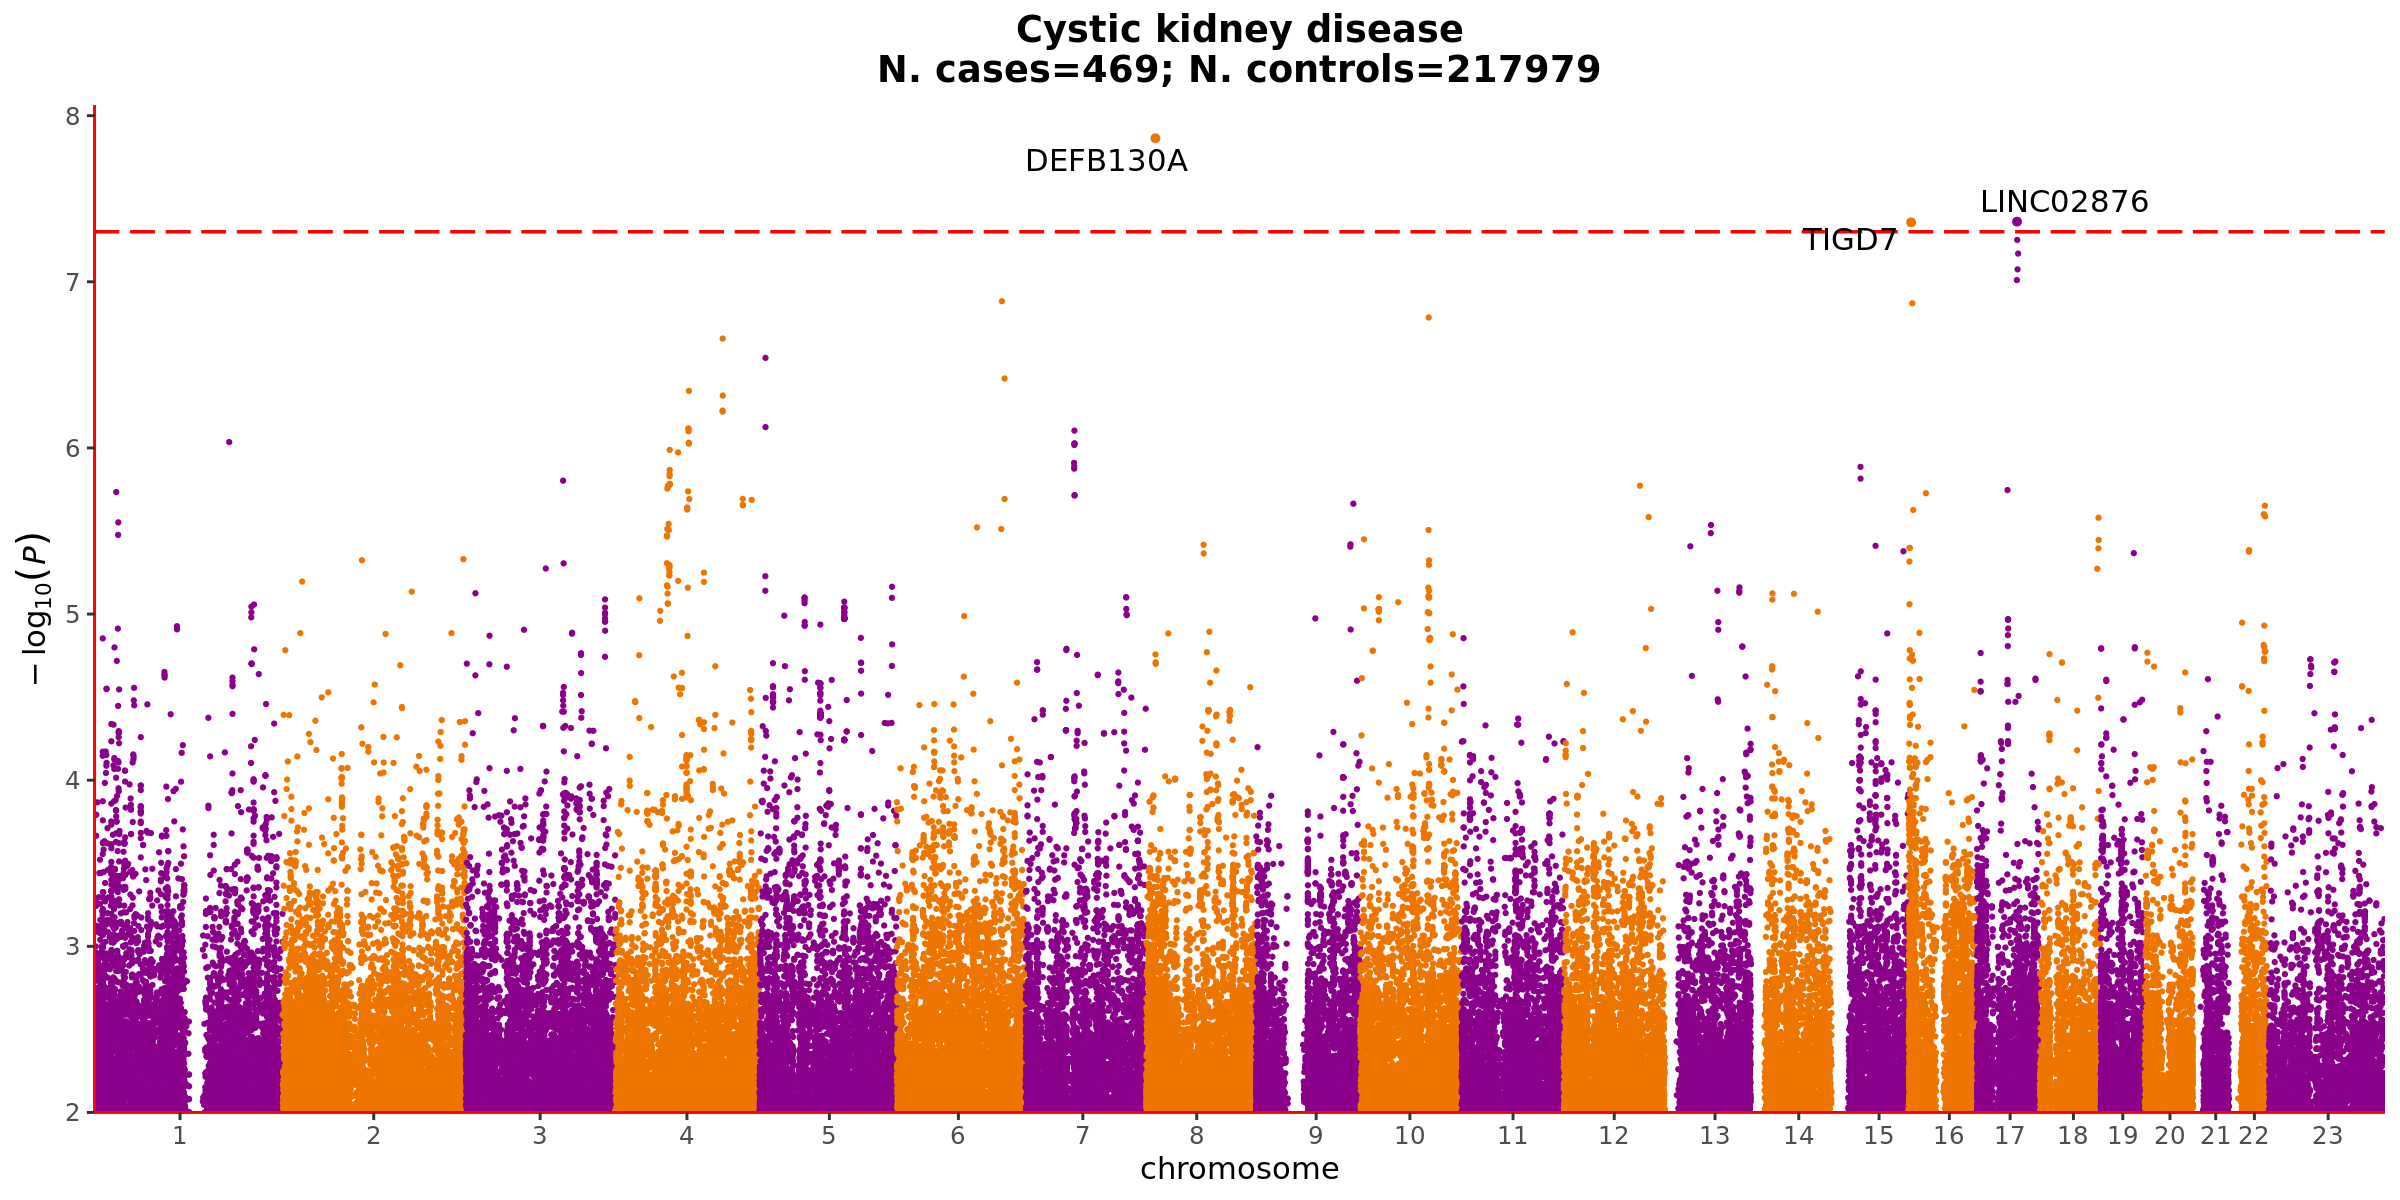 Cystic kidney disease
N. cases=469; N. controls=217979
8
DEFB130A
LINC02876
TIGD7
7
6
5
4
3
2
−log10(P)
1 2 3 4 5 6 7 8 9 10 11 12 13 14 15 16 17 18 19 20 21 22 23
chromosome